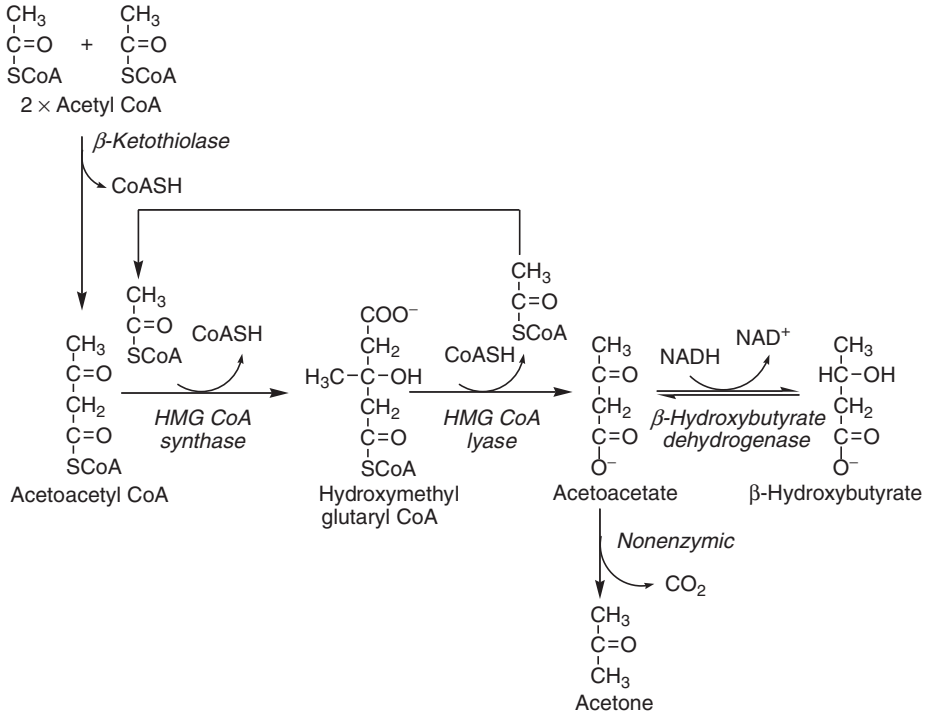 CH3 CH3
C=O + C=O
SCoA SCoA
2 × Acetyl CoA
β-Ketothiolase
CoASH
CH3
C=O
SCoA
CH3
C=O
CH2
C=O
SCoA
Acetoacetyl CoA
CoASH
HMG CoA
synthase
COO−
CH2
H3C–C–OH
CH2
C=O
SCoA
Hydroxymethyl
glutaryl CoA
CoASH
HMG CoA
lyase
CH3
C=O
SCoA
CH3
C=O
CH2
C=O
O−
Acetoacetate
NADH
NAD+
β-Hydroxybutyrate
dehydrogenase
CH3
HC–OH
CH2
C=O
O−
β-Hydroxybutyrate
Nonenzymic
CO2
CH3
C=O
CH3
Acetone